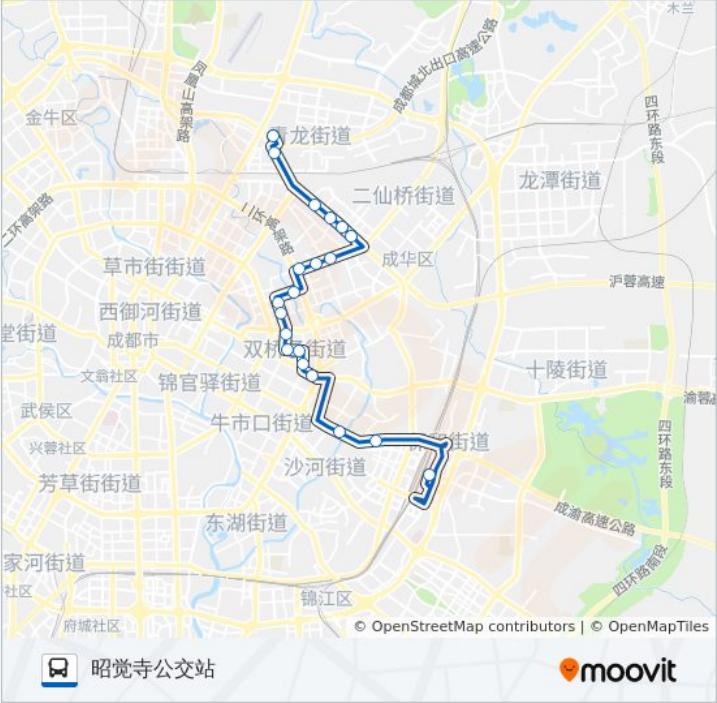 木兰
成都城北出口高速公路
凤凰山高架路
四环路东段
金牛区
青龙街道
二仙桥街道
龙潭街道
二环高架路
二环高架路
成华区
草市街街道
沪蓉高速
西御河街道
堂街道
成都市
双桥子街道
文翁社区
锦官驿街道
十陵街道
渝蓉高
武侯区
牛市口街道
四环路东段
兴蓉社区
保和街道
沙河街道
芳草街街道
东湖街道
成渝高速公路
家河街道
四环路南段
社区
锦江区
府城社区
© OpenStreetMap contributors | © OpenMapTiles
昭觉寺公交站
moovit